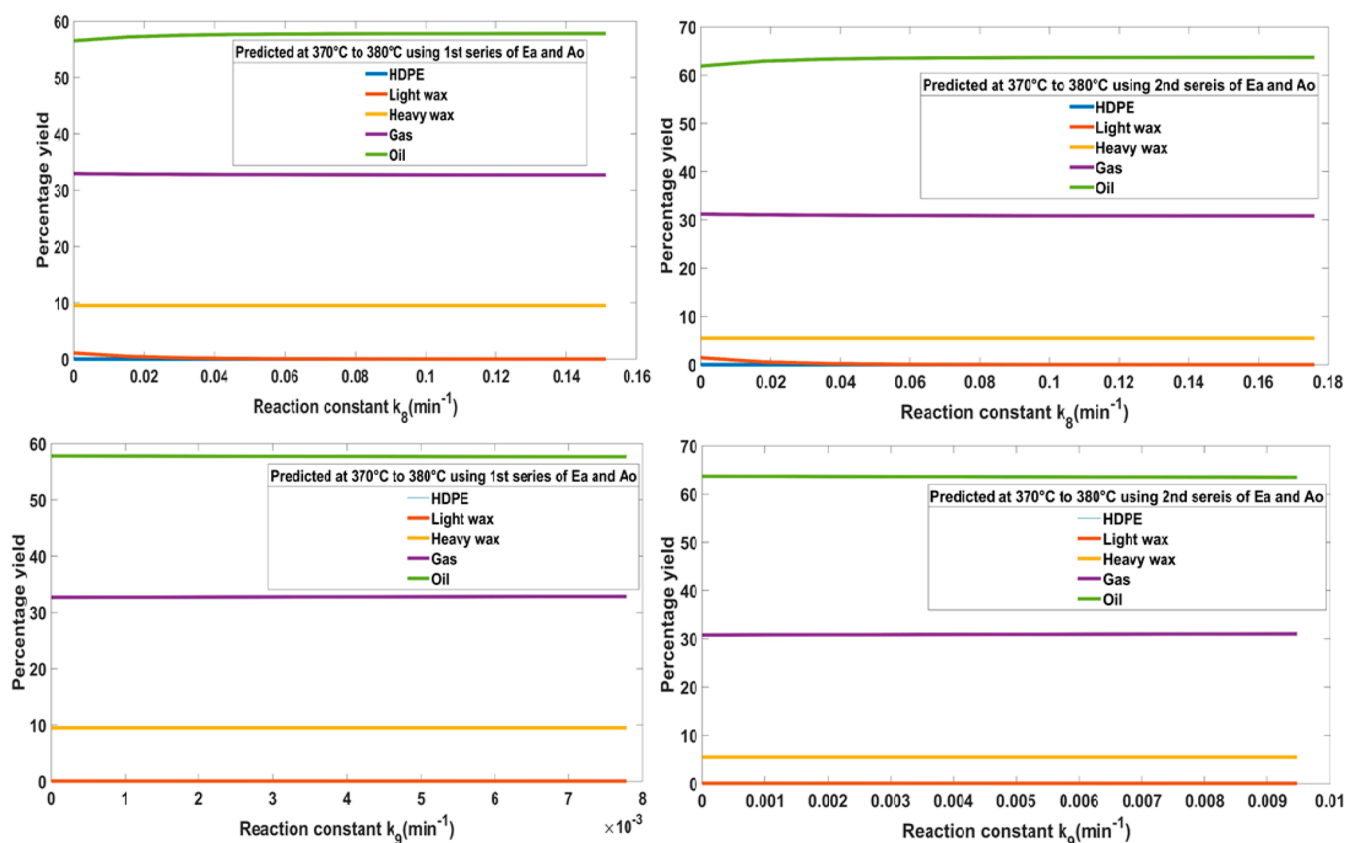 60
50
40
30
20
10
0
Percentage yield
Predicted at 370°C to 380°C using 1st series of Ea and Ao
HDPE
Light wax
Heavy wax
Gas
Oil
0 0.02 0.04 0.06 0.08 0.1 0.12 0.14 0.16
Reaction constant k8(min-1)
70
60
50
40
30
20
10
0
Percentage yield
Predicted at 370°C to 380°C using 2nd sereis of Ea and Ao
HDPE
Light wax
Heavy wax
Gas
Oil
0 0.02 0.04 0.06 0.08 0.1 0.12 0.14 0.16 0.18
Reaction constant k8(min-1)
60
50
40
30
20
10
0
Percentage yield
Predicted at 370°C to 380°C using 1st series of Ea and Ao
HDPE
Light wax
Heavy wax
Gas
Oil
0 1 2 3 4 5 6 7 8
Reaction constant k9(min-1)
×10-3
70
60
50
40
30
20
10
0
Percentage yield
Predicted at 370°C to 380°C using 2nd sereis of Ea and Ao
HDPE
Light wax
Heavy wax
Gas
Oil
0 0.001 0.002 0.003 0.004 0.005 0.006 0.007 0.008 0.009 0.01
Reaction constant k9(min-1)